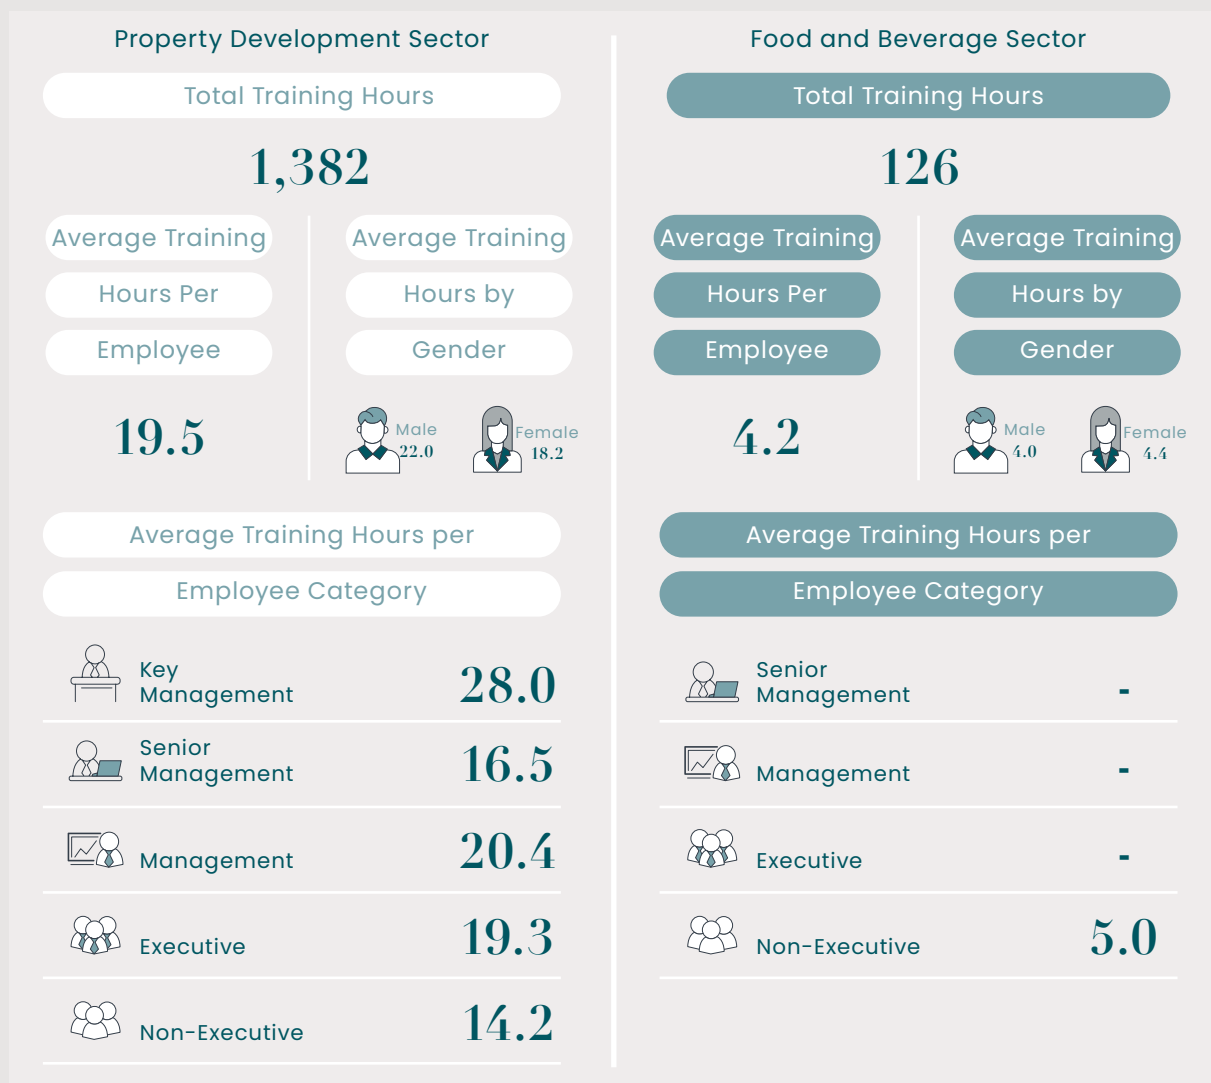 Property Development Sector
Total Training Hours
1,382
Average Training
Hours Per
Employee
19.5
Average Training
Hours by
Gender
Male
22.0
Female
18.2
Average Training Hours per
Employee Category
Key
Management
28.0
Senior
Management
16.5
Management
20.4
Executive
19.3
Non-Executive
14.2
Food and Beverage Sector
Total Training Hours
126
Average Training
Hours Per
Employee
4.2
Average Training
Hours by
Gender
Male
4.0
Female
4.4
Average Training Hours per
Employee Category
Senior
Management
-
Management
-
Executive
-
Non-Executive
5.0